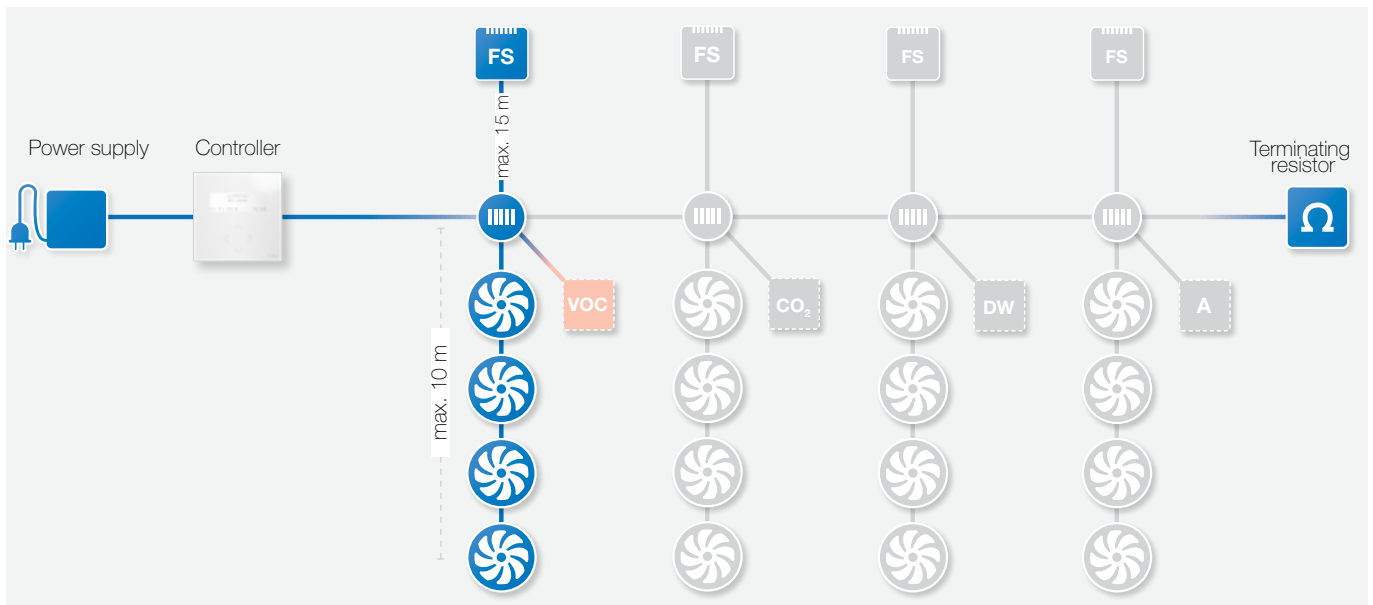 FS
FS
FS
FS
max. 15 m
Power supply
Controller
Terminating
resistor
Ω
VOC
CO₂
DW
A
max. 10 m